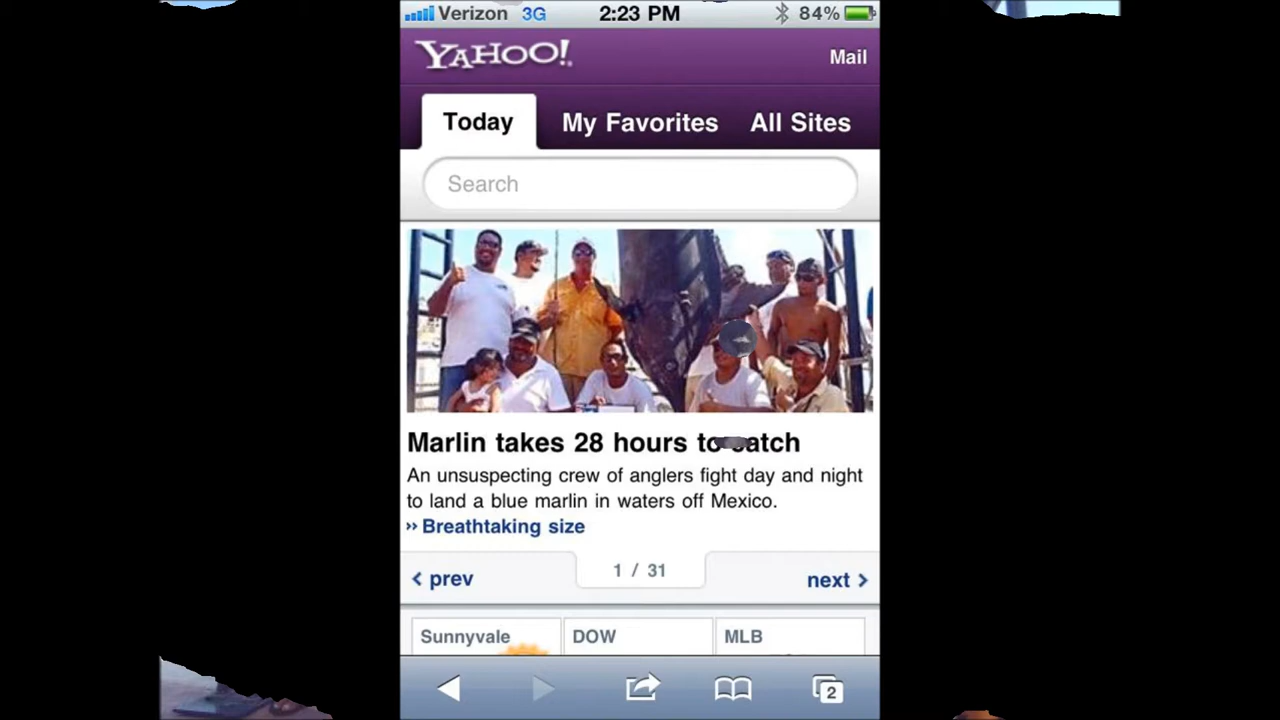 Verizon 3G 2:23 PM 84%
YAHOO! Mail
Today My Favorites All Sites
Search
Marlin takes 28 hours to
An unsuspecting crew of anglers fight day and night
to land a blue marlin in waters off Mexico.
›› Breathtaking size
‹ prev 1 / 31 next ›
Sunnyvale DOW MLB
2